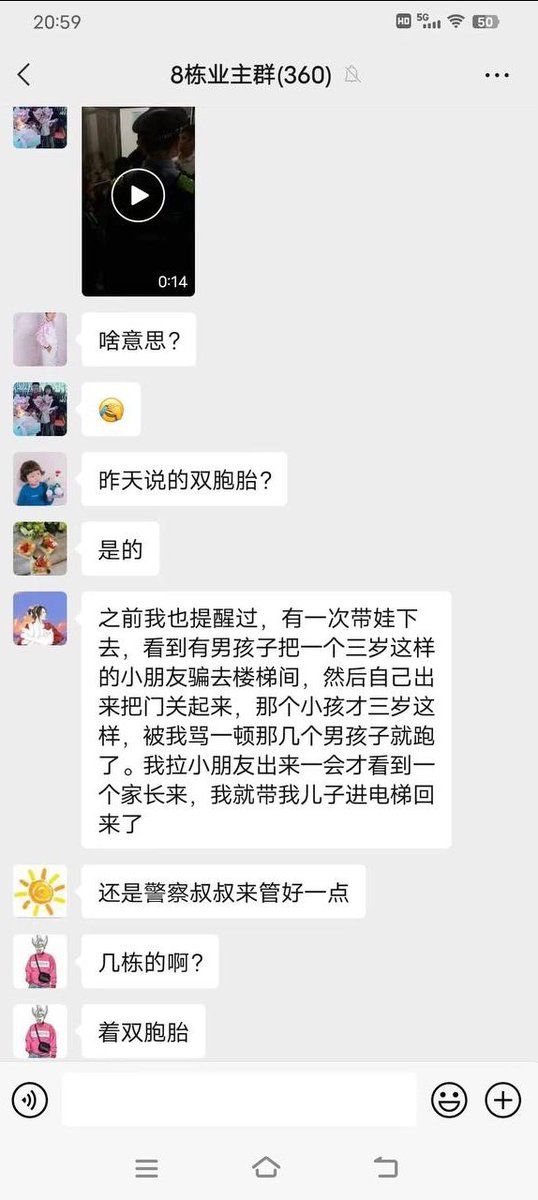 20:59
HD 5G 50
8栋业主群(360)
0:14
啥意思?
昨天说的双胞胎?
是的
之前我也提醒过，有一次带娃下
去，看到有男孩子把一个三岁这样
的小朋友骗去楼梯间，然后自己出
来把门关起来，那个小孩才三岁这
样，被我骂一顿那几个男孩子就跑
了。我拉小朋友出来一会才看到一
个家长来，我就带我儿子进电梯回
来了
还是警察叔叔来管好一点
几栋的啊?
着双胞胎